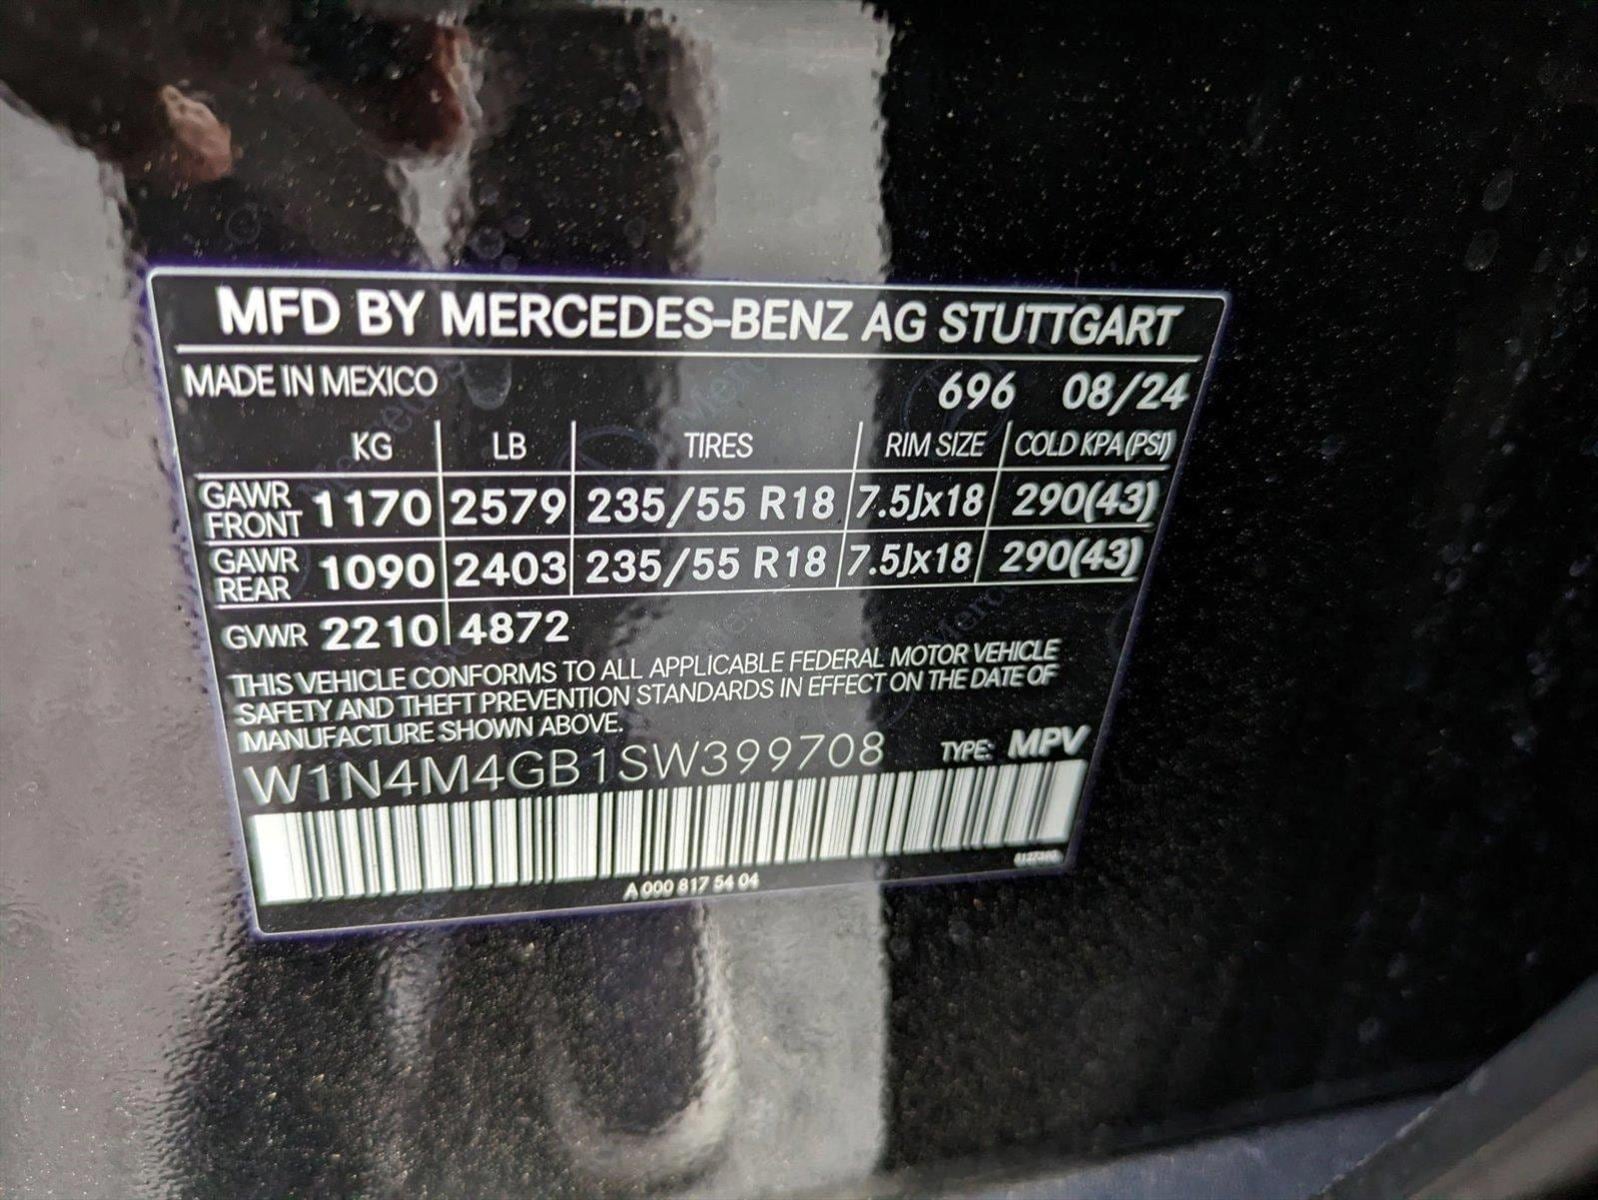 MFD BY MERCEDES-BENZ AG STUTTGART
MADE IN MEXICO 696 08/24
KG LB TIRES RIM SIZE COLD KPA(PSI)
GAWR FRONT 1170 2579 235/55 R18 7.5Jx18 290(43)
GAWR REAR 1090 2403 235/55 R18 7.5Jx18 290(43)
GVWR 2210 4872
THIS VEHICLE CONFORMS TO ALL APPLICABLE FEDERAL MOTOR VEHICLE
SAFETY AND THEFT PREVENTION STANDARDS IN EFFECT ON THE DATE OF
MANUFACTURE SHOWN ABOVE.
W1N4M4GB1SW399708 TYPE: MPV
A 000 817 54 04